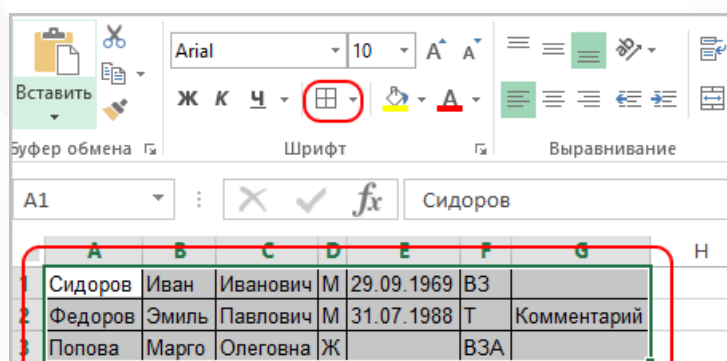 Arial 10 А А
Вставить
Ж К Ч А
Буфер обмена Шрифт Выравнивание
A1 fx Сидоров
A B C D E F G H
1 Сидоров Иван Иванович М 29.09.1969 ВЗ
2 Федоров Эмиль Павлович М 31.07.1988 Т Комментарий
3 Попова Марго Олеговна Ж ВЗА